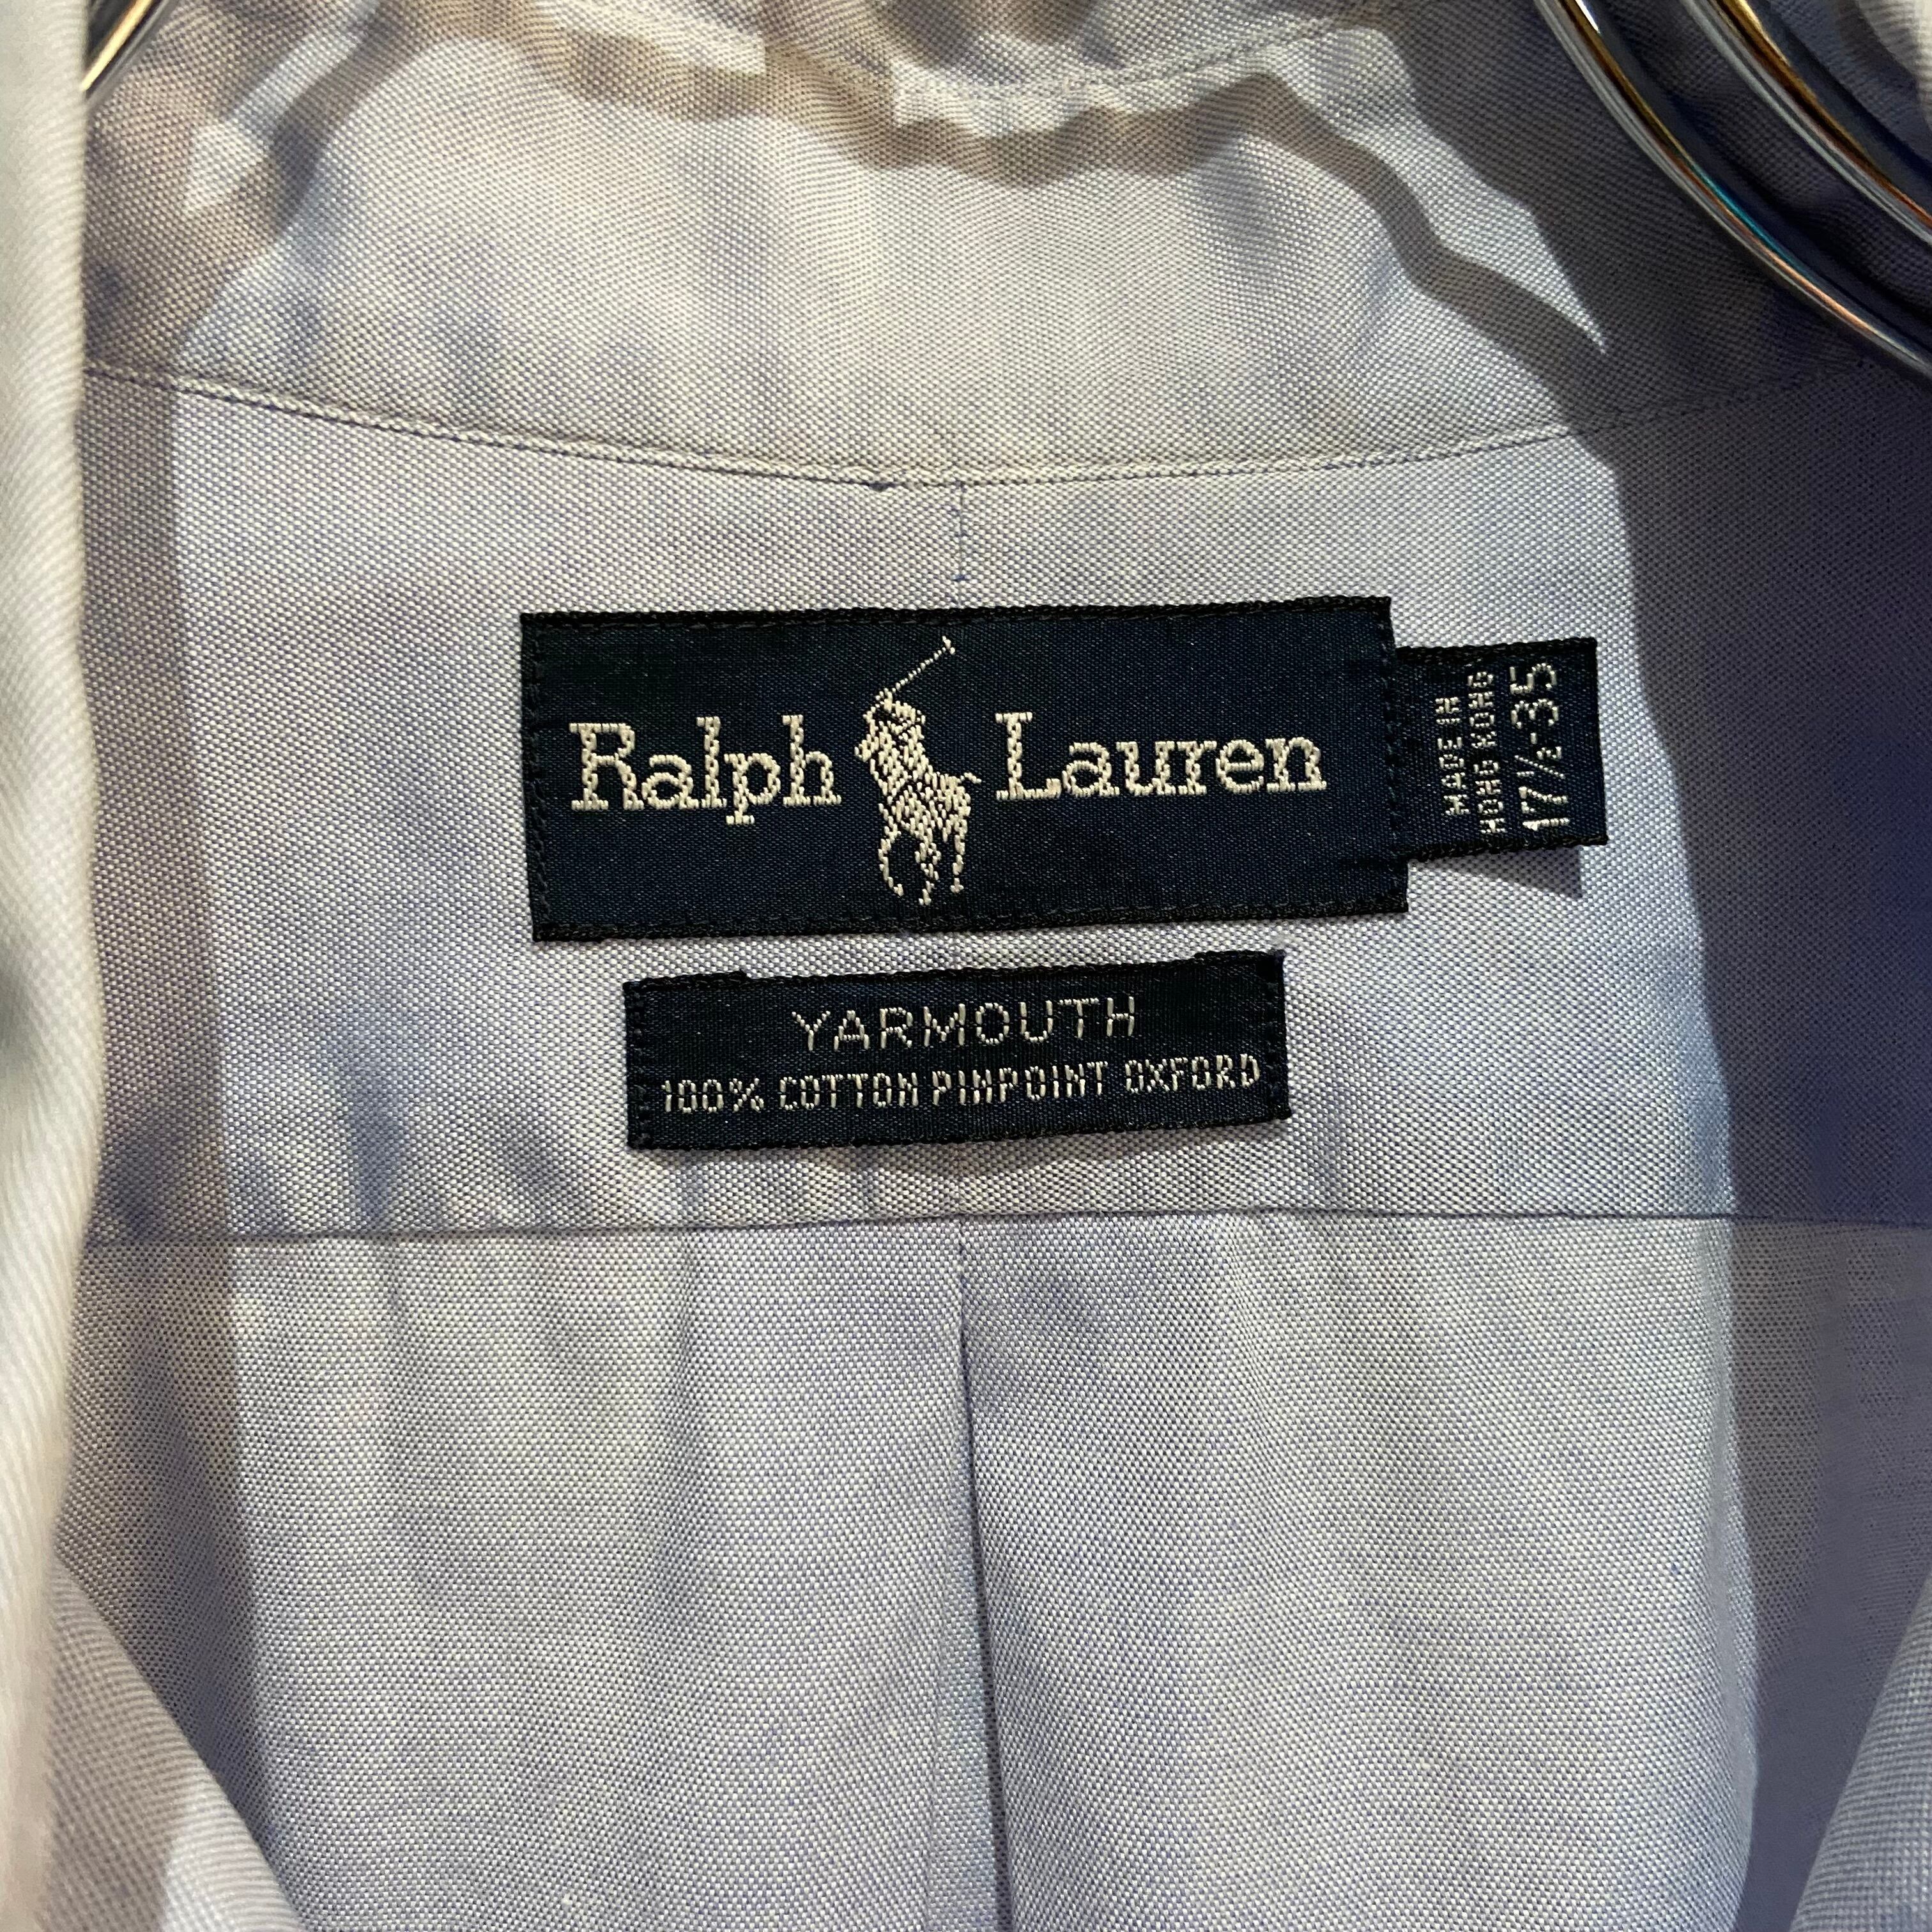 Ralph Lauren
MADE IN
HONG KONG
17½-35
YARMOUTH
100% COTTON PINPOINT OXFORD